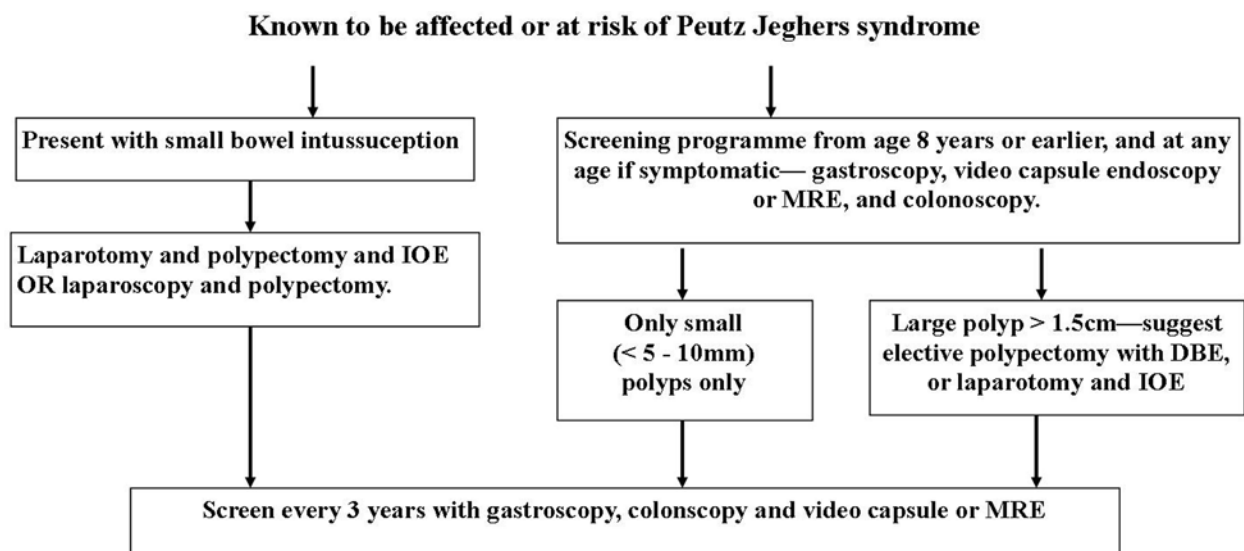 Known to be affected or at risk of Peutz Jeghers syndrome
Present with small bowel intussuception
Screening programme from age 8 years or earlier, and at any
age if symptomatic— gastroscopy, video capsule endoscopy
or MRE, and colonoscopy.
Laparotomy and polypectomy and IOE
OR laparoscopy and polypectomy.
Only small
(< 5 - 10mm)
polyps only
Large polyp > 1.5cm—suggest
elective polypectomy with DBE,
or laparotomy and IOE
Screen every 3 years with gastroscopy, colonscopy and video capsule or MRE